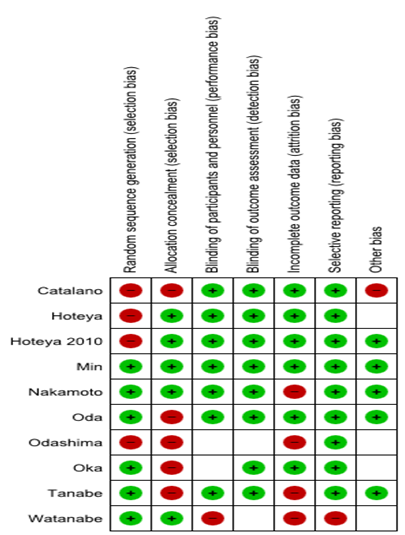 Random sequence generation (selection bias)
Allocation concealment (selection bias)
Blinding of participants and personnel (performance bias)
Blinding of outcome assessment (detection bias)
Incomplete outcome data (attrition bias)
Selective reporting (reporting bias)
Other bias
Catalano - - + + + + -
Hoteya - + + + + +
Hoteya 2010 - + + + + + +
Min + + + + + + +
Nakamoto + + + + - + +
Oda + - + + + + +
Odashima - - - +
Oka + - + + +
Tanabe + - + + - + +
Watanabe + + - - -